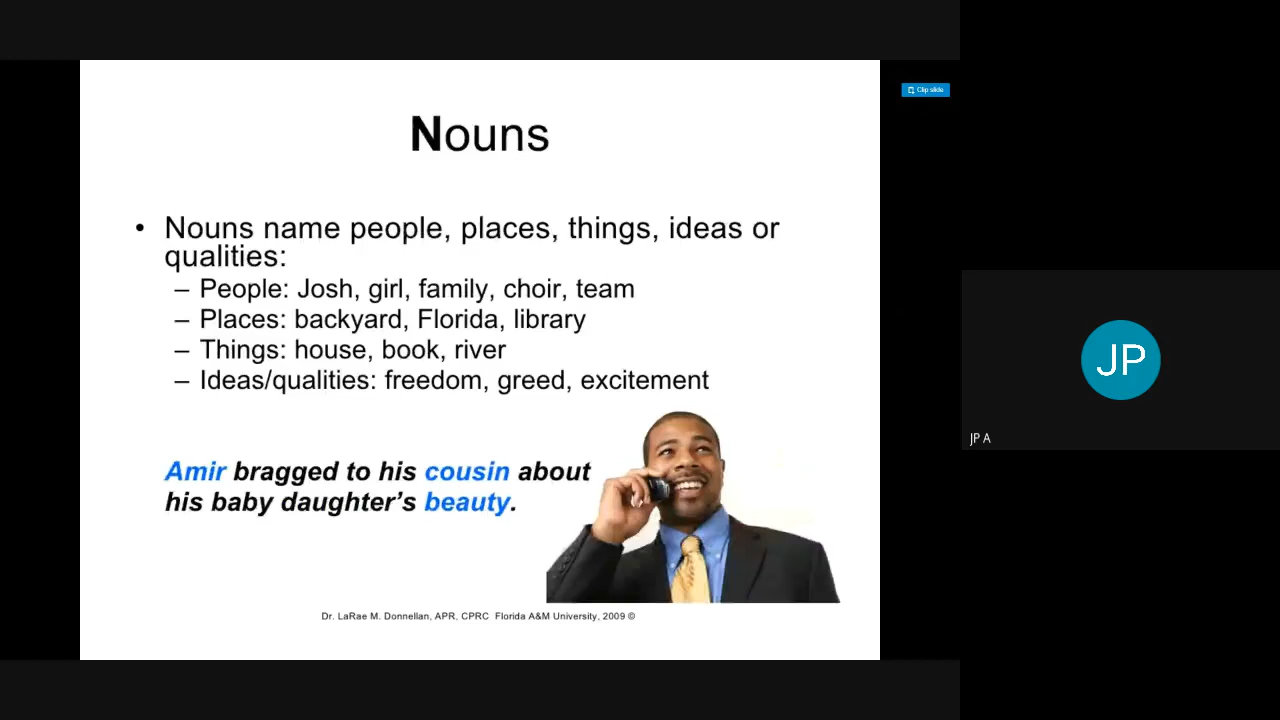 Clip slide
Nouns
• Nouns name people, places, things, ideas or
qualities:
– People: Josh, girl, family, choir, team
– Places: backyard, Florida, library
– Things: house, book, river
– Ideas/qualities: freedom, greed, excitement
Amir bragged to his cousin about
his baby daughter’s beauty.
Dr. LaRae M. Donnellan, APR, CPRC Florida A&M University, 2009 ©
JP
JP A